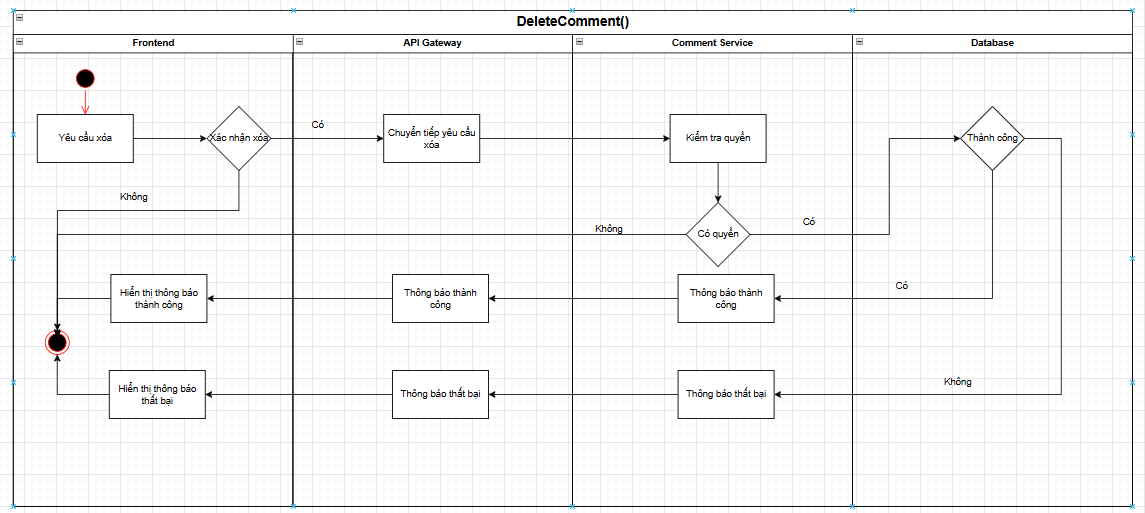 DeleteComment()
Frontend
API Gateway
Comment Service
Database
Yêu cầu xóa
Xác nhận xóa
Có
Chuyển tiếp yêu cầu
xóa
Kiểm tra quyền
Thành công
Không
Có quyền
Không
Có
Hiển thị thông báo
thành công
Thông báo thành
công
Thông báo thành
công
Có
Hiển thị thông báo
thất bại
Thông báo thất bại
Thông báo thất bại
Không